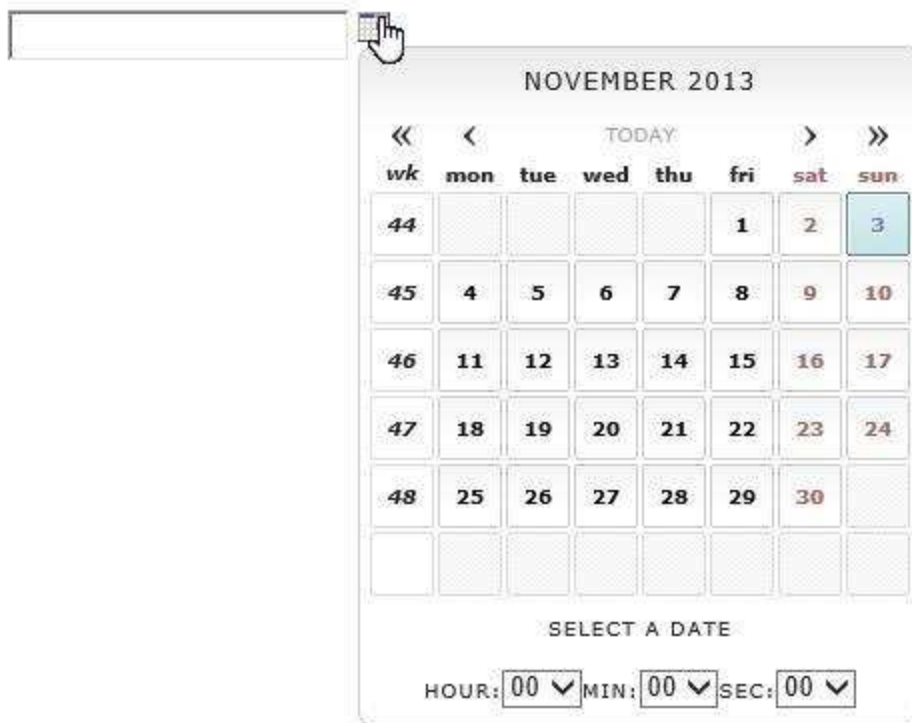 NOVEMBER 2013
« ‹ TODAY › »
wk mon tue wed thu fri sat sun
44 1 2 3
45 4 5 6 7 8 9 10
46 11 12 13 14 15 16 17
47 18 19 20 21 22 23 24
48 25 26 27 28 29 30
SELECT A DATE
HOUR: 00 MIN: 00 SEC: 00